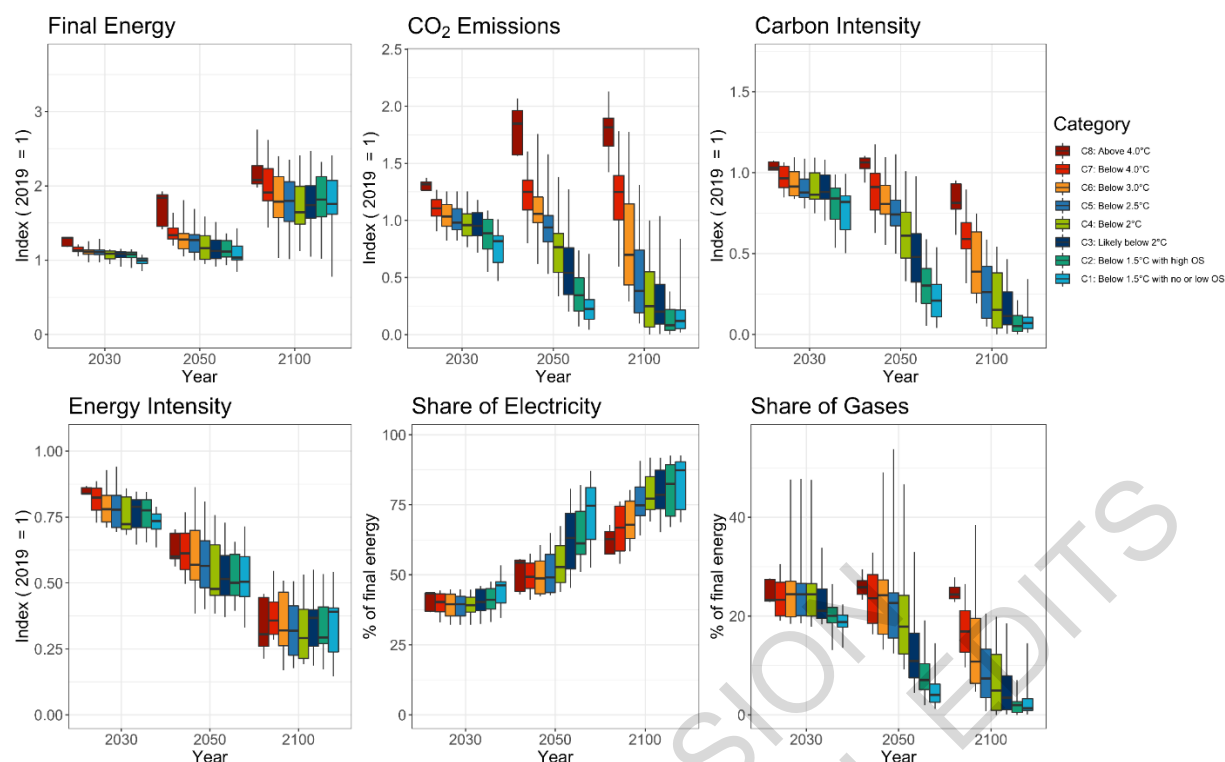 Final Energy
Index ( 2019 = 1)
3
2
1
0
2030 2050 2100
Year
CO₂ Emissions
Index ( 2019 = 1)
2.5
2.0
1.5
1.0
0.5
0.0
2030 2050 2100
Year
Carbon Intensity
Index ( 2019 = 1)
1.5
1.0
0.5
0.0
2030 2050 2100
Year
Category
C8: Above 4.0°C
C7: Below 4.0°C
C6: Below 3.0°C
C5: Below 2.5°C
C4: Below 2°C
C3: Likely below 2°C
C2: Below 1.5°C with high OS
C1: Below 1.5°C with no or low OS
Energy Intensity
Index ( 2019 = 1)
1.00
0.75
0.50
0.25
0.00
2030 2050 2100
Year
Share of Electricity
% of final energy
100
75
50
25
0
2030 2050 2100
Year
Share of Gases
% of final energy
40
20
0
2030 2050 2100
Year
SION
EDITS